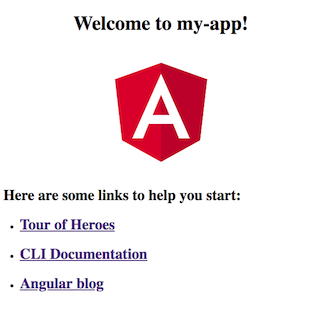 Welcome to my-app!
A
Here are some links to help you start:
Tour of Heroes
CLI Documentation
Angular blog